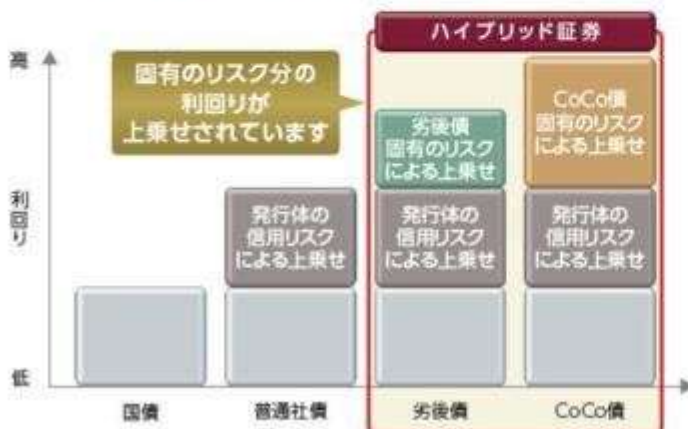 ハイブリッド証券
高
固有のリスク分の
利回りが
上乗せされています
CoCo債
固有のリスク
による上乗せ
劣後債
固有のリスク
による上乗せ
利回り
発行体の
信用リスク
による上乗せ
発行体の
信用リスク
による上乗せ
発行体の
信用リスク
による上乗せ
低
国債
普通社債
劣後債
CoCo債